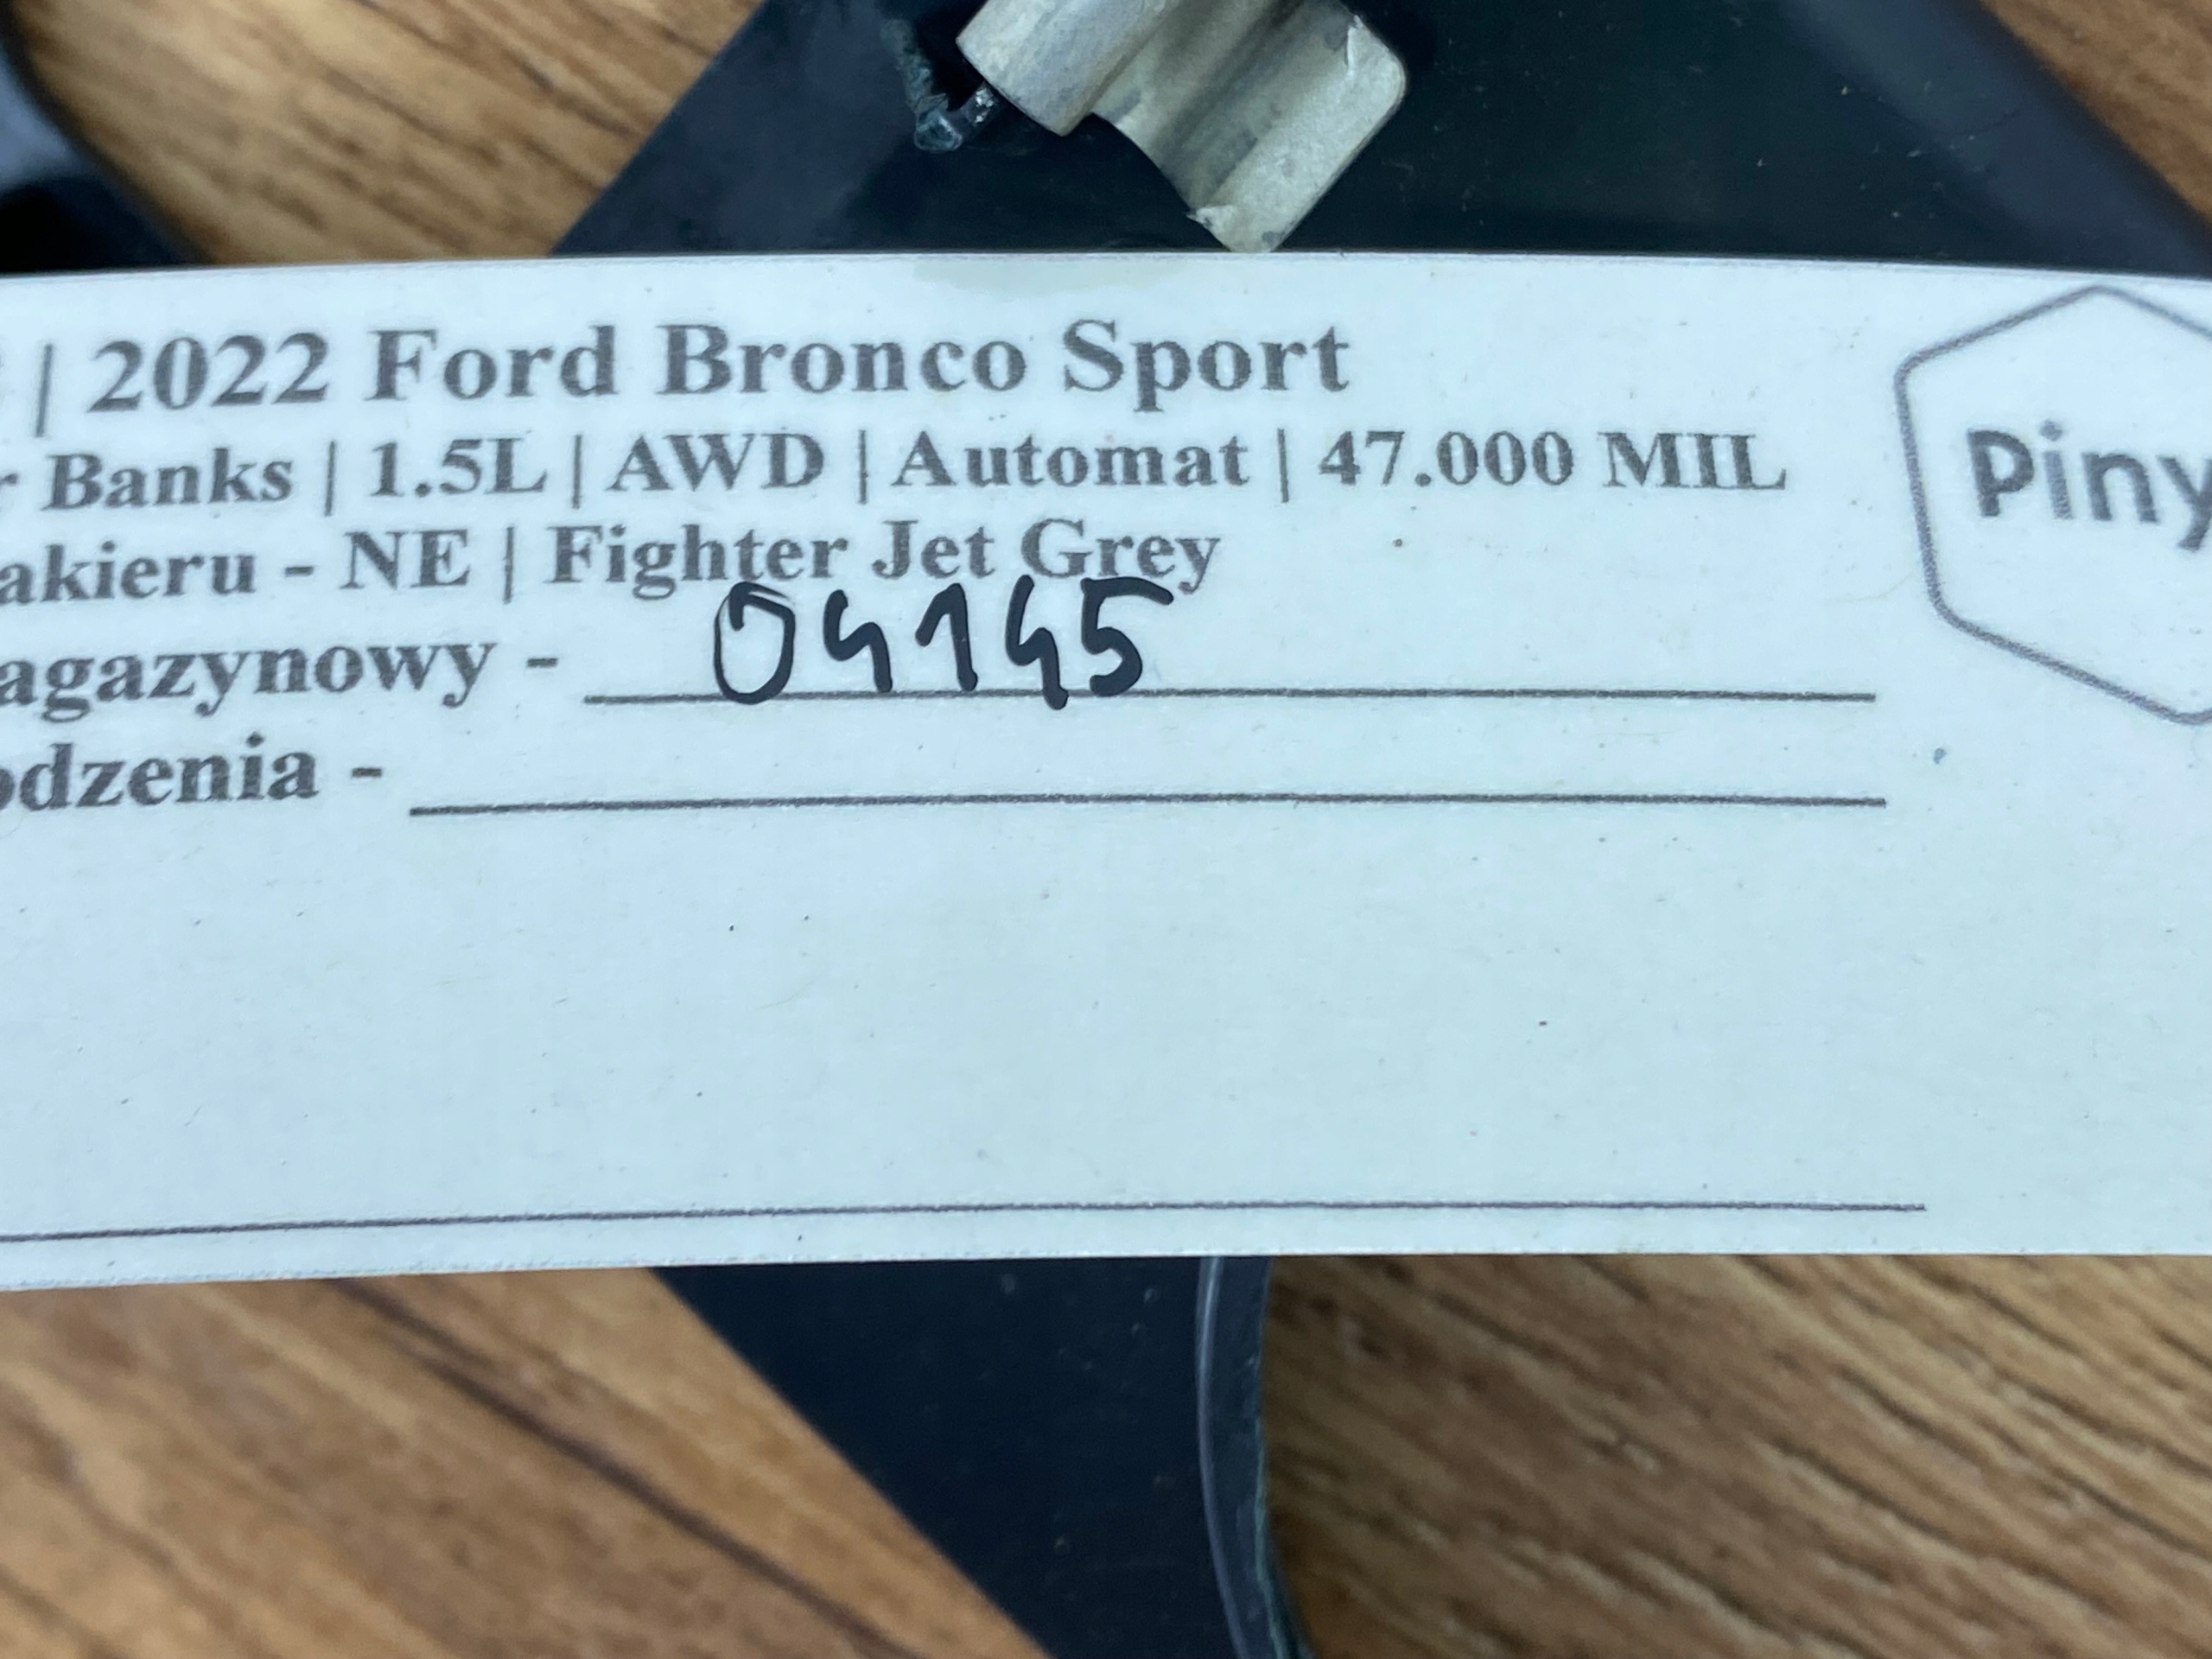 | 2022 Ford Bronco Sport
r Banks | 1.5L | AWD | Automat | 47.000 MIL
akieru - NE | Fighter Jet Grey
agazynowy - 04145
odzenia -
Piny